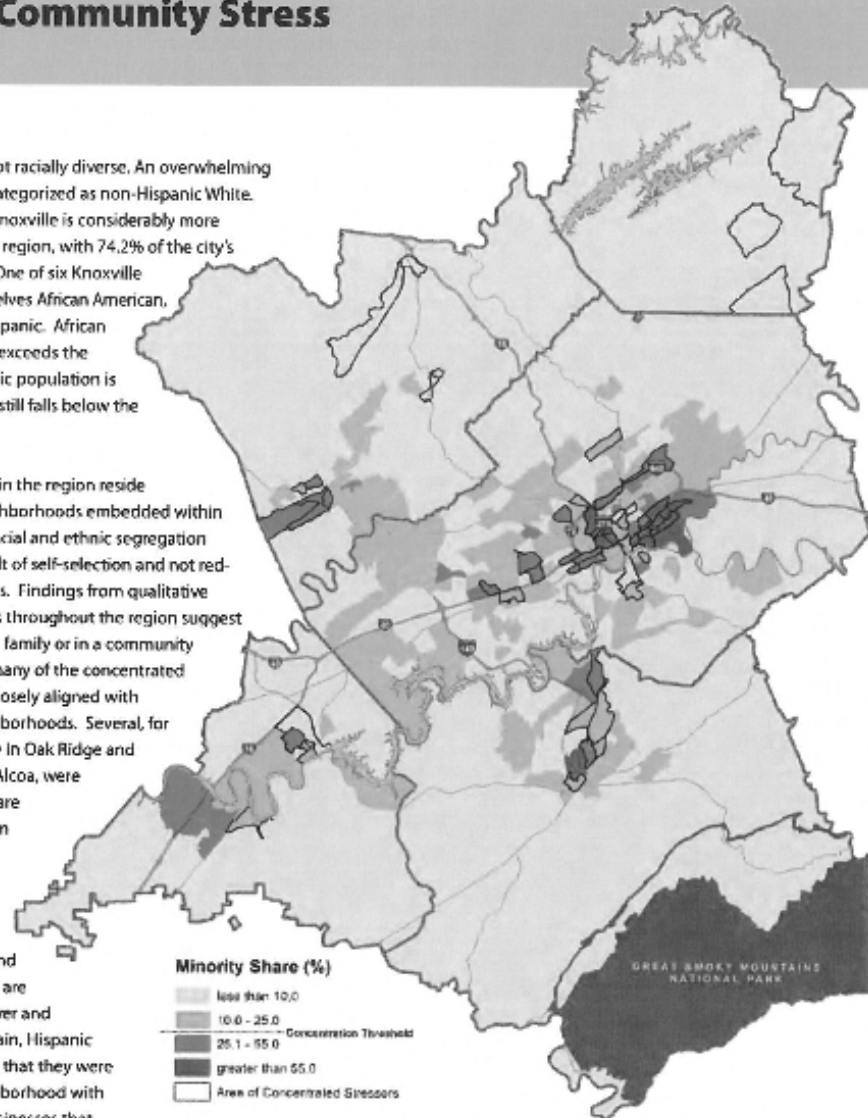 Community Stress
ot racially diverse. An overwhelming
ategorized as non-Hispanic White.
noxville is considerably more
region, with 74.2% of the city's
One of six Knoxville
elves African American,
panic. African
exceeds the
ic population is
still falls below the
in the region reside
ghborhoods embedded within
cial and ethnic segregation
lt of self-selection and not red-
s. Findings from qualitative
s throughout the region suggest
family or in a community
many of the concentrated
osely aligned with
borhoods. Several, for
in Oak Ridge and
Alcoa, were
are
n
nd
are
ver and
ain, Hispanic
that they were
borhood with
sinesses that
Minority Share (%)
less than 10.0
10.0 - 25.0
Concentration Threshold
25.1 - 55.0
greater than 55.0
Area of Concentrated Stressors
GREAT SMOKY MOUNTAINS
NATIONAL PARK